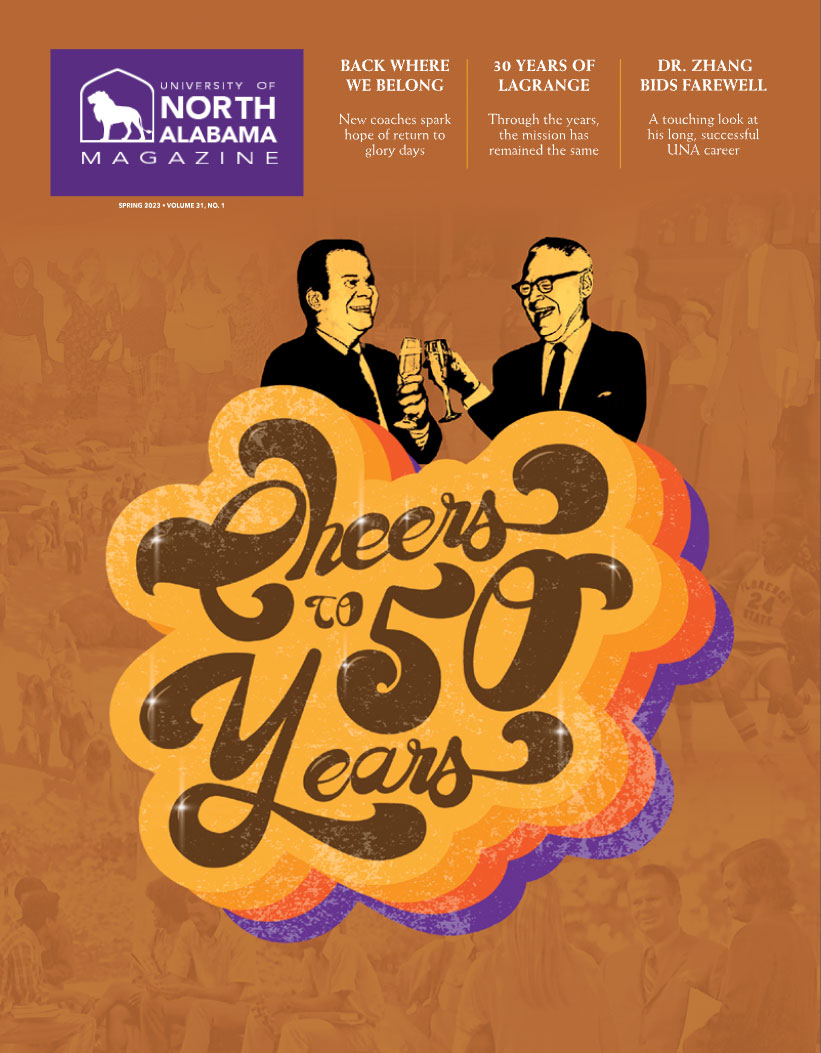 UNIVERSITY OF
NORTH
ALABAMA
MAGAZINE
SPRING 2023 • VOLUME 31, NO. 1
BACK WHERE
WE BELONG
New coaches spark
hope of return to
glory days
30 YEARS OF
LAGRANGE
Through the years,
the mission has
remained the same
DR. ZHANG
BIDS FAREWELL
A touching look at
his long, successful
UNA career
Cheers
to 50
Years
FLORENCE
24
STATE